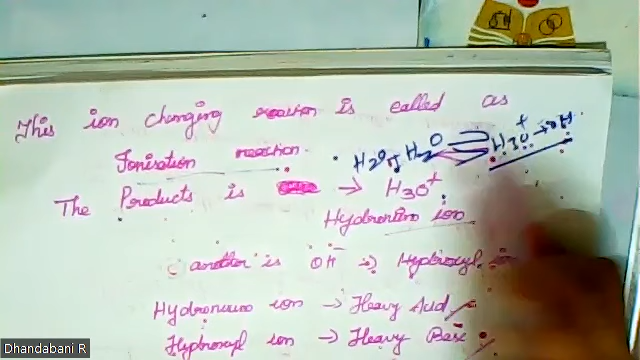 This ion changing reaction is called as
Ionisation reaction.
H2O + H2O ⇌ H3O+ + OH
The Products is → H3O+
Hydronium ion
another is OH- ⇒ Hydroxyl
Hydronium ion → Heavy Acid
Hydroxyl ion → Heavy Base
Dhandabani R